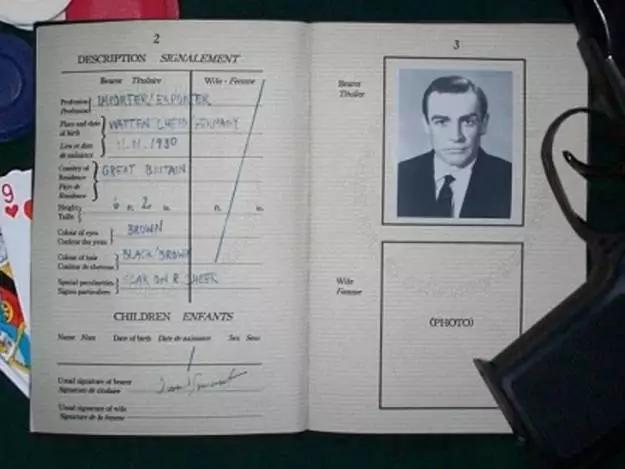 2
DESCRIPTION SIGNALEMENT
Bearer Titulaire Wife - Femme
Profession
Profession
IMPORTER/EXPORTER
Place and date
of birth
WATTENSCHEID GERMANY
Lieu et date
de naissance
11.11.1930
Country of
Residence
GREAT BRITAIN
Pays de
Résidence
Height
Taille
6 ft. 2 in. ft. in.
Colour of eyes
Couleur des yeux
BROWN
Colour of hair
Couleur de cheveux
BLACK/BROWN
Special peculiarities
Signes particuliers
SCAR ON R CHEEK
CHILDREN ENFANTS
Name Nom Date of birth Date de naissance Sex Sexe
Usual signature of bearer
Signature du titulaire
Usual signature of wife
Signature de la femme
3
Bearer
Titulaire
Wife
Femme
(PHOTO)
9